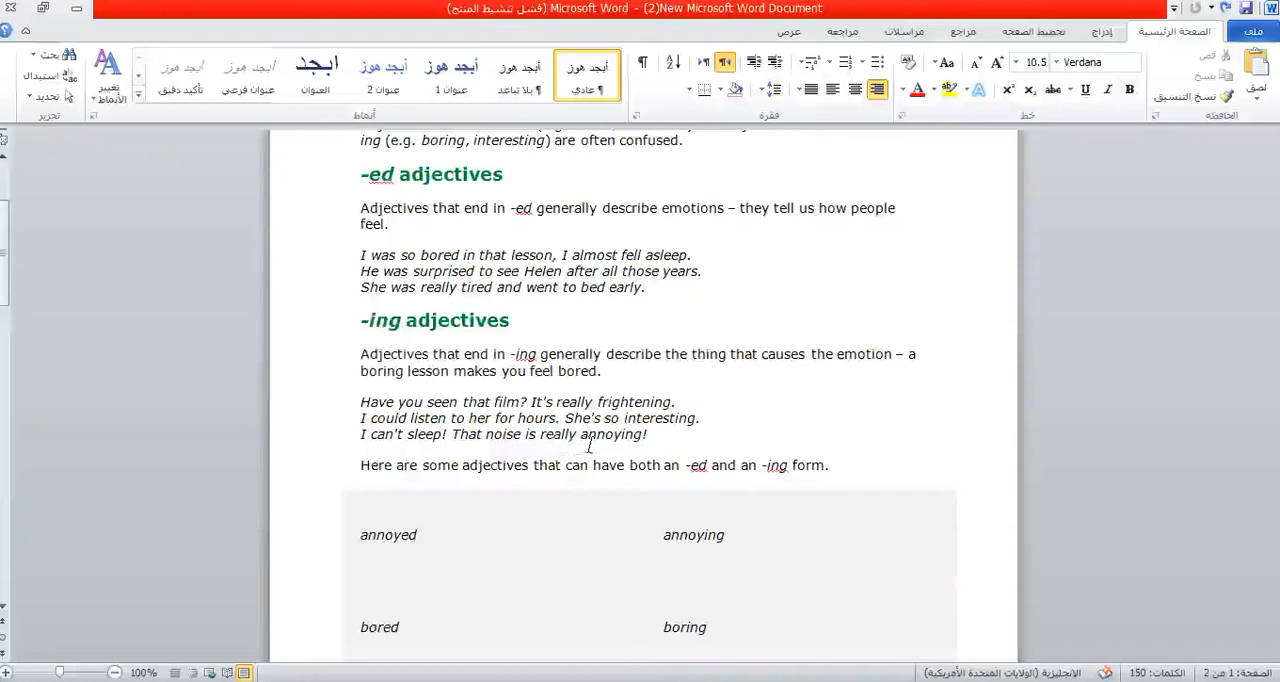 New Microsoft Word Document(2) - Microsoft Word (فشل تنشيط المنتج)
ملف
الصفحة الرئيسية
إدراج
تخطيط الصفحة
مراجع
مراسلات
مراجعة
عرض
لصق
قص
نسخ
نسخ التنسيق
الحافظة
Verdana
10.5
خط
فقرة
أبجد هوز
¶ عادي
أبجد هوز
¶ بلا تباعد
أبجد هوز
عنوان 1
أبجد هوز
عنوان 2
أبجد
العنوان
أبجد هوز
عنوان فرعي
أبجد هوز
تأكيد دقيق
تغيير الأنماط
أنماط
بحث
استبدال
تحديد
تحرير
ing (e.g. boring, interesting) are often confused.
-ed adjectives
Adjectives that end in -ed generally describe emotions – they tell us how people
feel.
I was so bored in that lesson, I almost fell asleep.
He was surprised to see Helen after all those years.
She was really tired and went to bed early.
-ing adjectives
Adjectives that end in -ing generally describe the thing that causes the emotion – a
boring lesson makes you feel bored.
Have you seen that film? It's really frightening.
I could listen to her for hours. She's so interesting.
I can't sleep! That noise is really annoying!
Here are some adjectives that can have both an -ed and an -ing form.
annoyed annoying
bored boring
الصفحة: 1 من 2
الكلمات: 150
الإنجليزية (الولايات المتحدة الأمريكية)
100%